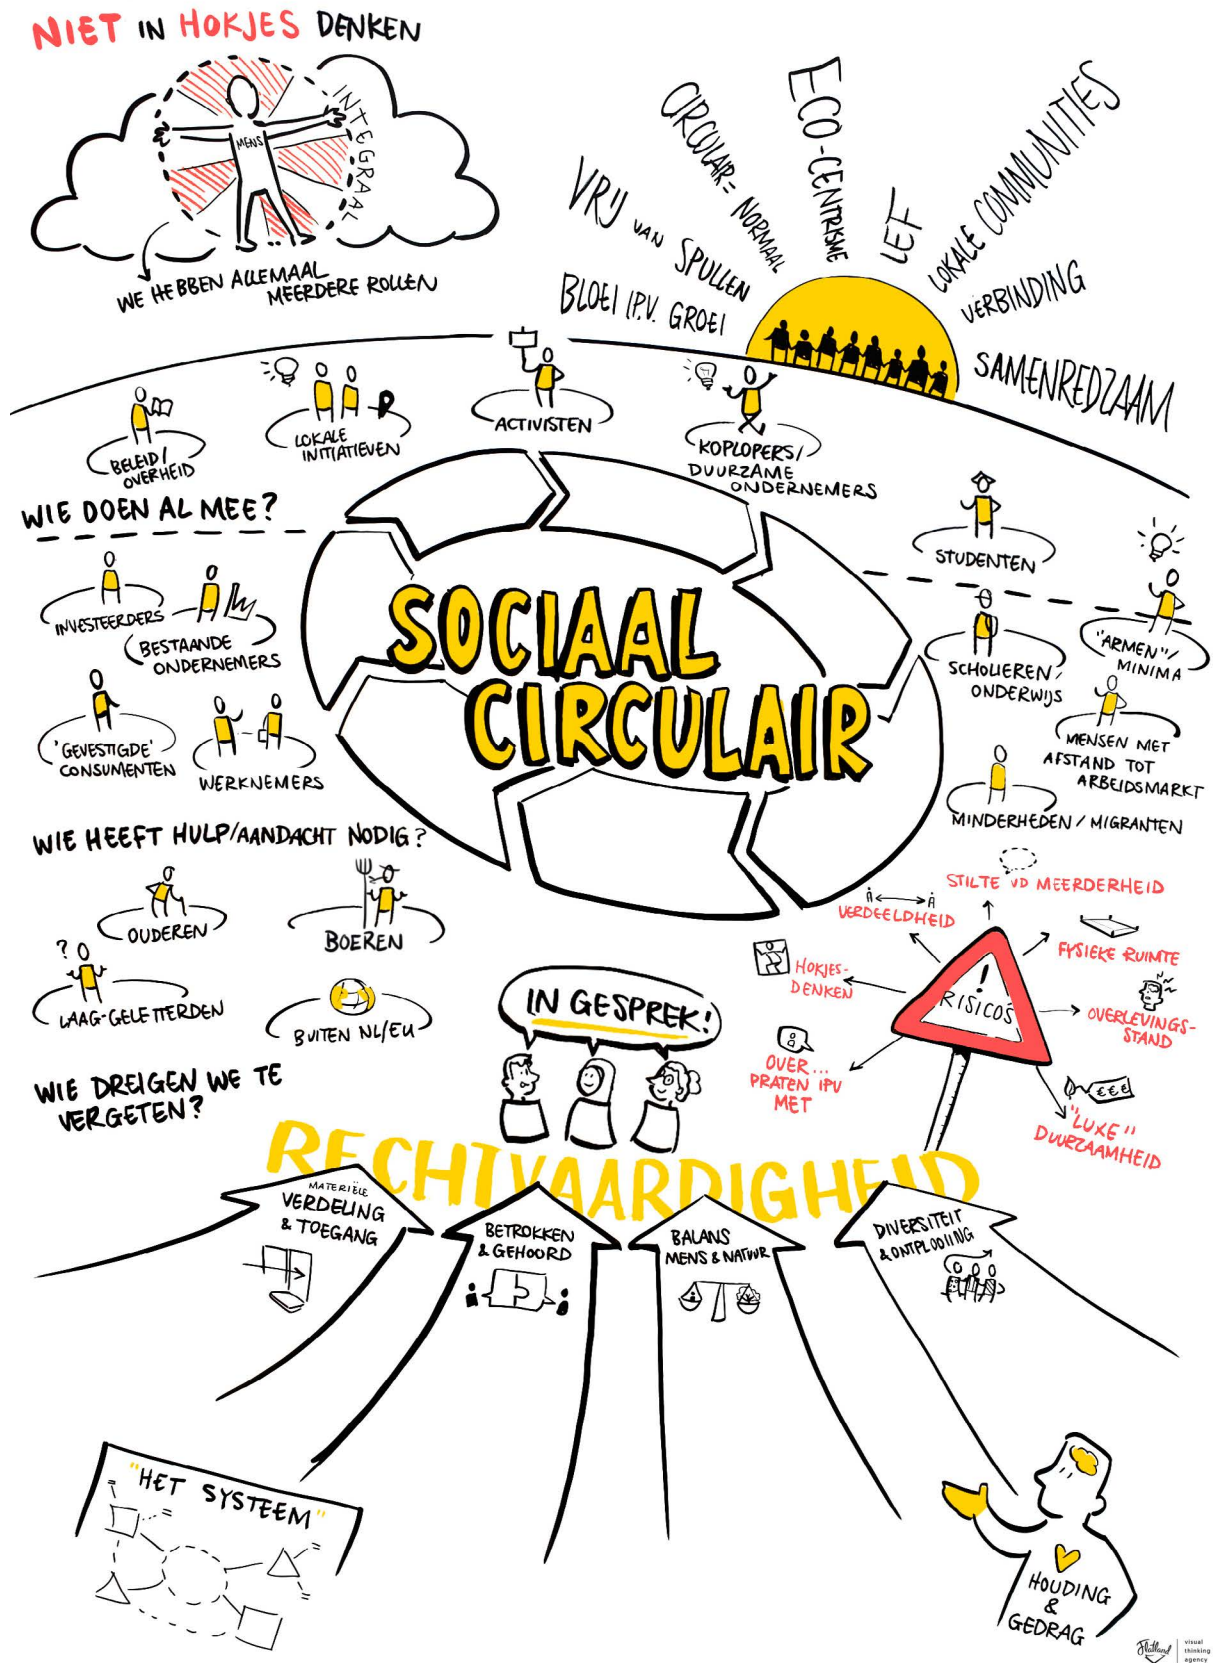 NIET IN HOKJES DENKEN
MENS
INTEGRAAL
WE HEBBEN ALLEMAAL
MEERDERE ROLLEN
BLOEI I.P.V. GROEI
VRIJ VAN SPULLEN
CIRCULAIR = NORMAAL
ECO-CENTRISME
LEF
LOKALE COMMUNITIES
VERBINDING
SAMENREDZAAM
BELEID/
OVERHEID
LOKALE
INITIATIEVEN
ACTIVISTEN
KOPLOPERS/
DUURZAME
ONDERNEMERS
STUDENTEN
WIE DOEN AL MEE?
INVESTEERDERS
BESTAANDE
ONDERNEMERS
'GEVESTIGDE'
CONSUMENTEN
WERKNEMERS
SOCIAAL
CIRCULAIR
SCHOLIEREN/
ONDERWIJS
"ARMEN"/
MINIMA
MENSEN MET
AFSTAND TOT
ARBEIDSMARKT
MINDERHEDEN / MIGRANTEN
WIE HEEFT HULP/AANDACHT NODIG?
OUDEREN
BOEREN
?
LAAG-GELETTERDEN
BUITEN NL/EU
WIE DREIGEN WE TE
VERGETEN?
IN GESPREK!
STILTE VD MEERDERHEID
VERDEELDHEID
FYSIEKE RUIMTE
HOKJES-
DENKEN
!
RISICO'S
OVERLEVINGS-
STAND
OVER...
PRATEN IPV
MET
€€€
"LUXE"
DUURZAAMHEID
RECHTVAARDIGHEID
MATERIËLE
VERDELING
& TOEGANG
BETROKKEN
& GEHOORD
BALANS
MENS & NATUUR
DIVERSITEIT
& ONTPLOOIING
"HET SYSTEEM"
HOUDING
&
GEDRAG
Flatland
visual
thinking
agency